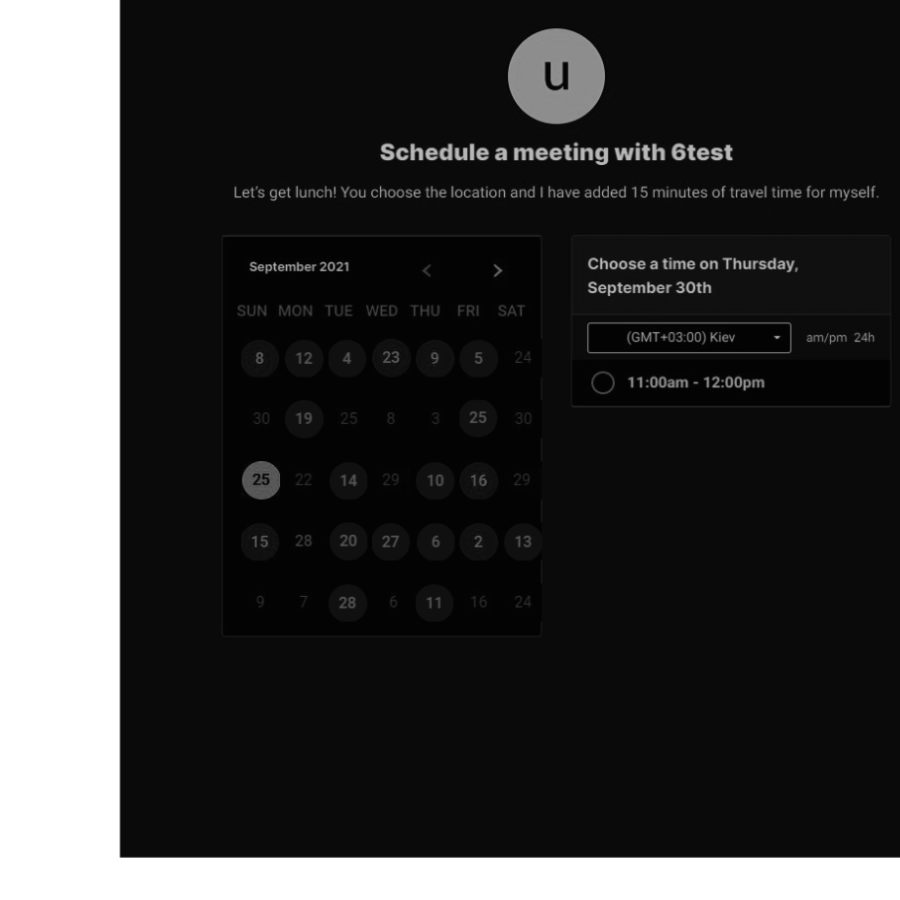 u
Schedule a meeting with 6test
Let's get lunch! You choose the location and I have added 15 minutes of travel time for myself.
September 2021
SUN MON TUE WED THU FRI SAT
8 12 4 23 9 5 24
30 19 25 8 3 25 30
25 22 14 29 10 16 29
15 28 20 27 6 2 13
9 7 28 6 11 16 24
Choose a time on Thursday,
September 30th
(GMT+03:00) Kiev am/pm 24h
11:00am - 12:00pm